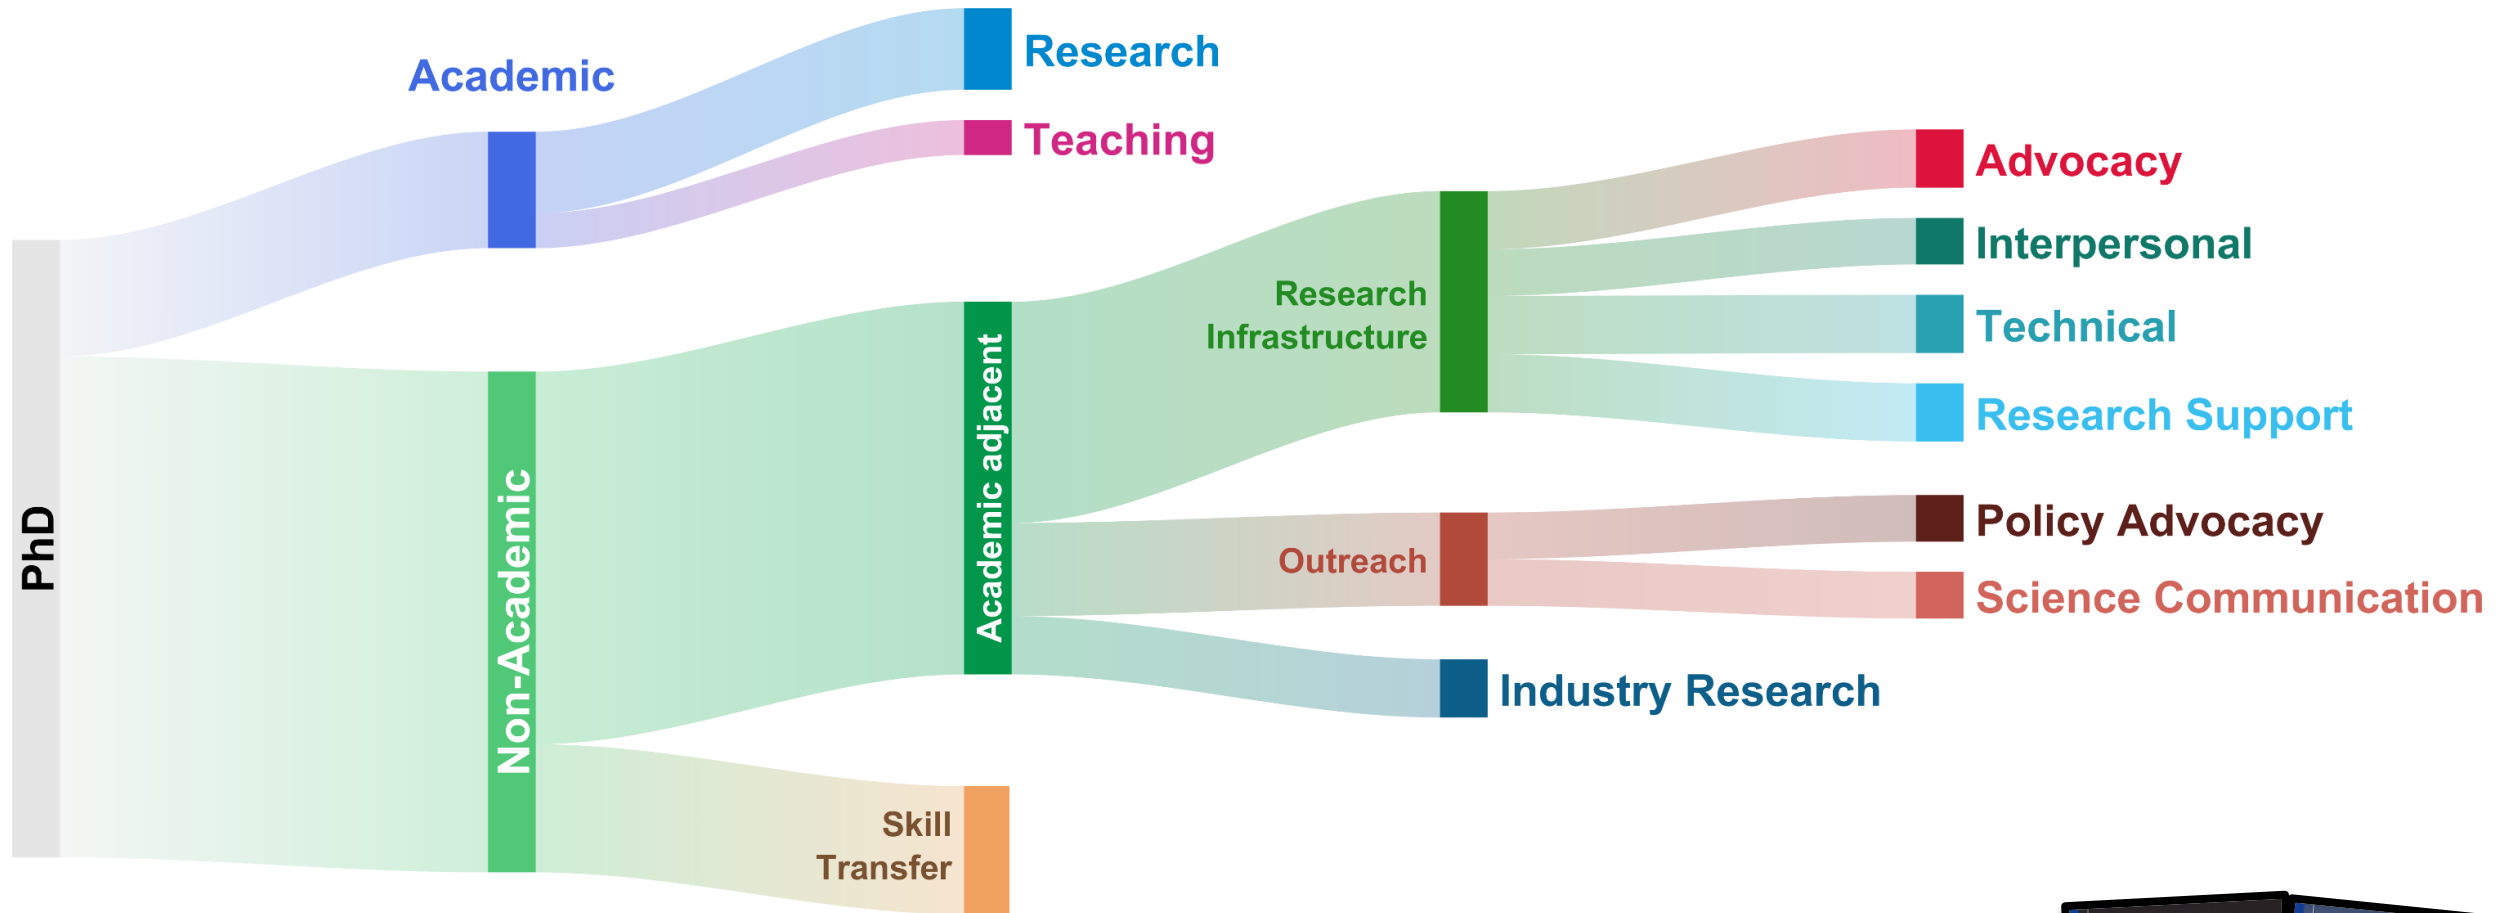 Academic
Research
Teaching
Advocacy
Interpersonal
Research
Infrastructure
Technical
Research Support
PhD
Non-Academic
Academic adjacent
Outreach
Policy Advocacy
Science Communication
Industry Research
Skill
Transfer